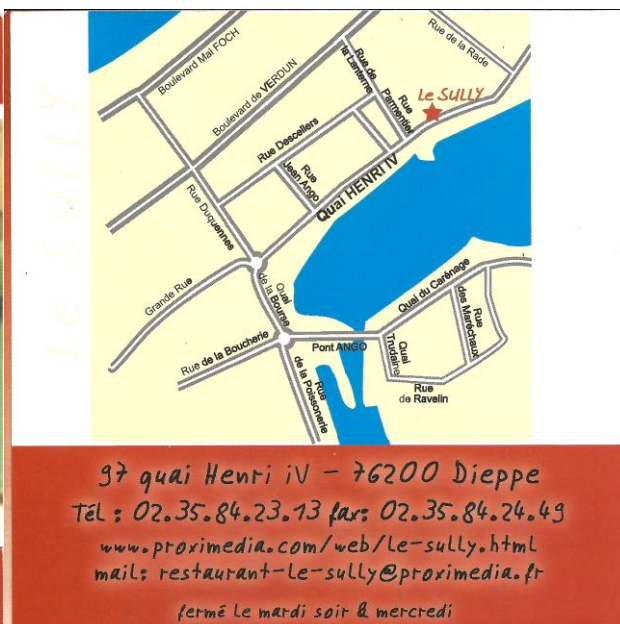 Le SULLY
Boulevard Mal FOCH
Boulevard de VERDUN
Rue de
la Lanterne
Rue de la Rade
Rue
Parmentier
Le SULLY
Rue Descellers
Rue
Jean Ango
Quai HENRI IV
Rue Duquennes
Grande Rue
Quai
de la Bourse
Quai du Carénage
Rue
des Maréchaux
Rue de la Boucherie
Pont ANGO
Quai
Trudaine
Rue
de la Poissonerie
Rue
de Ravelin
97 quai Henri iV - 76200 Dieppe
Tél : 02.35.84.23.13 fax: 02.35.84.24.49
www.proximedia.com/web/le-sully.html
mail: restaurant-le-sully@proximedia.fr
fermé le mardi soir & mercredi